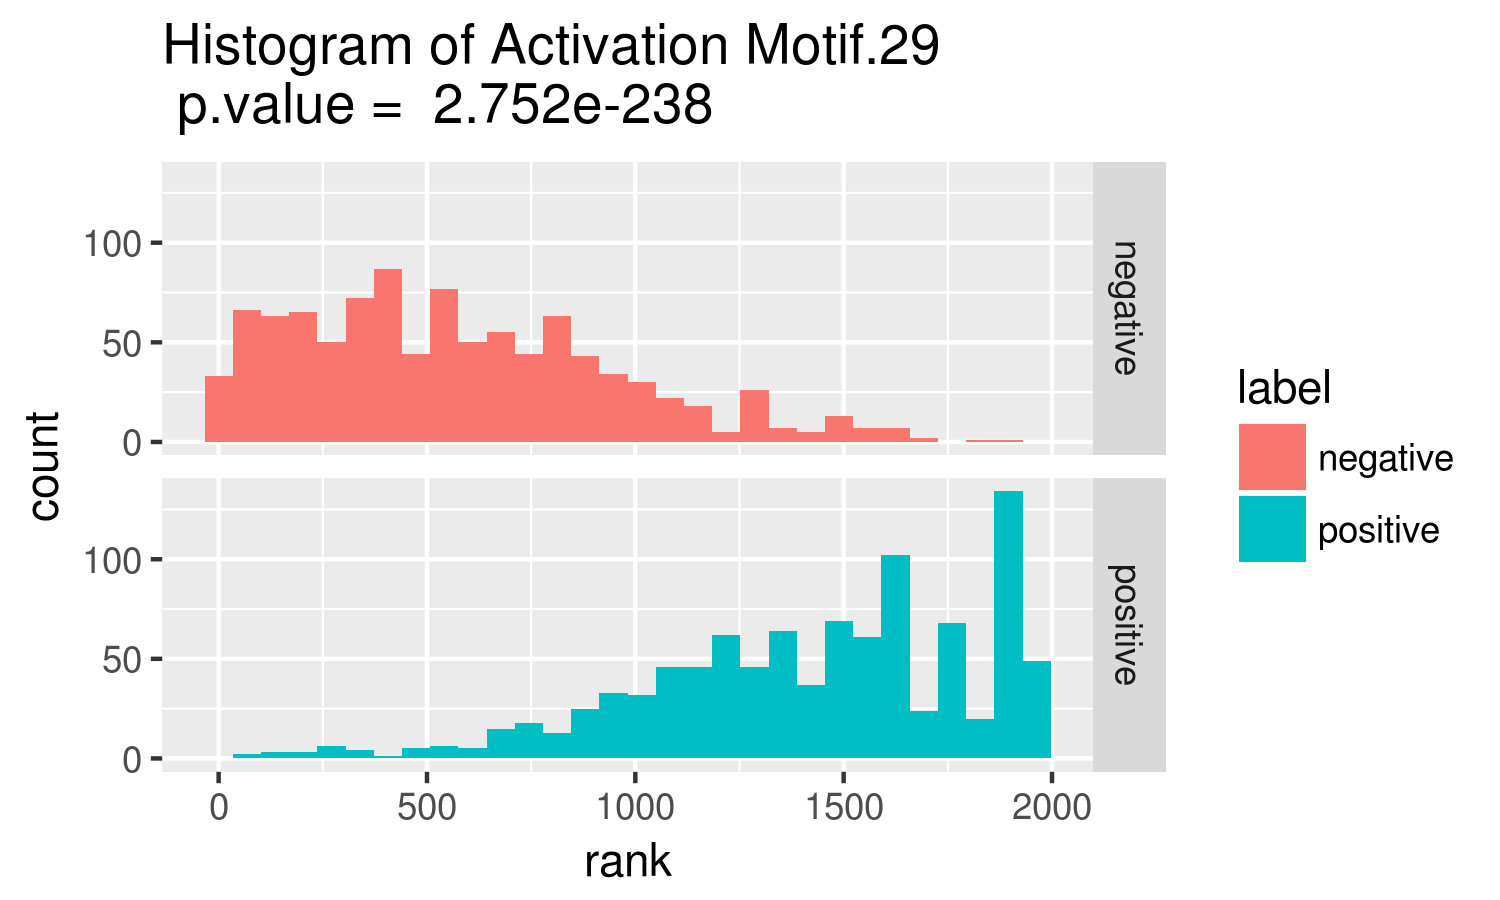 Histogram of Activation Motif.29
p.value = 2.752e-238
count
100
50
0
negative
100
50
0
positive
0 500 1000 1500 2000
rank
label
negative
positive